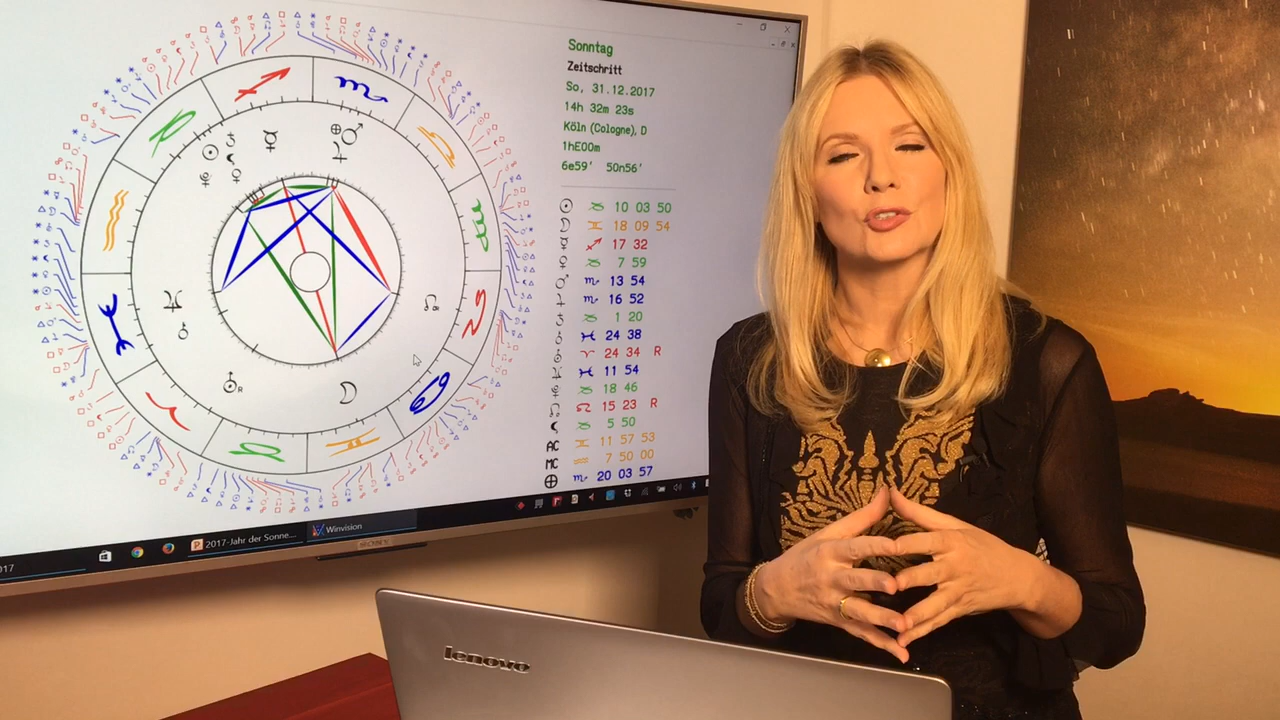 Sonntag
Zeitschritt
So, 31.12.2017
14h 32m 23s
Köln (Cologne), D
1hE00m
6e59' 50n56'
10 03 50
18 09 54
17 32
7 59
13 54
16 52
1 20
24 38
24 34 R
11 54
18 46
15 23 R
5 50
AC 11 57 53
MC 7 50 00
20 03 57
R
017
2017-Jahr der Sonne...
Winvision
SONY
lenovo